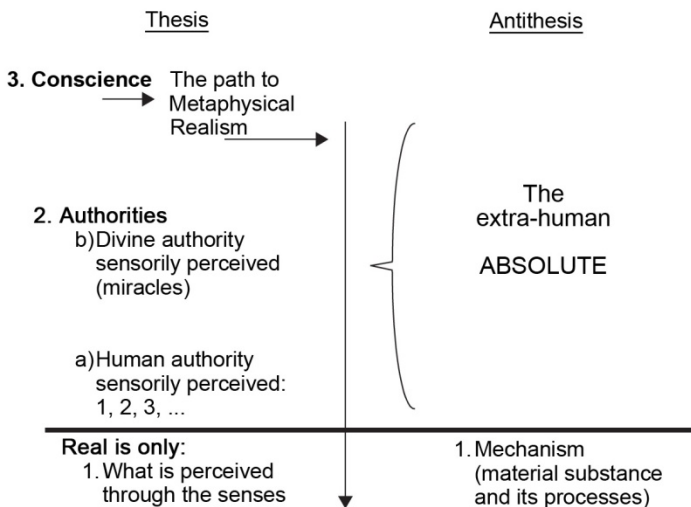 Thesis
Antithesis
3. Conscience The path to
Metaphysical
Realism
The
extra-human
ABSOLUTE
2. Authorities
b) Divine authority
sensorily perceived
(miracles)
a) Human authority
sensorily perceived:
1, 2, 3, ...
Real is only:
1. What is perceived
through the senses
1. Mechanism
(material substance
and its processes)